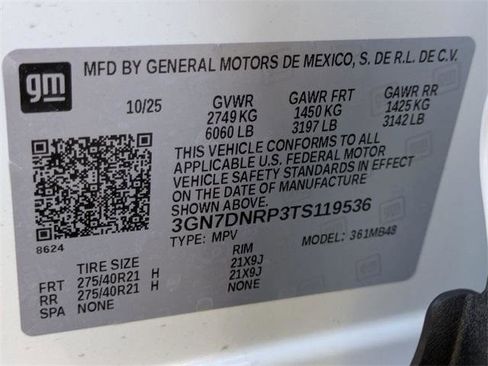 gm
MFD BY GENERAL MOTORS DE MEXICO, S. DE R.L. DE C.V.
10/25 GVWR GAWR FRT GAWR RR
2749 KG 1450 KG 1425 KG
6060 LB 3197 LB 3142 LB
THIS VEHICLE CONFORMS TO ALL
APPLICABLE U.S. FEDERAL MOTOR
VEHICLE SAFETY STANDARDS IN EFFECT
ON THE DATE OF MANUFACTURE
SHOWN ABOVE.
3GN7DNRP3TS119536
8624
TYPE: MPV MODEL: 361MB48
TIRE SIZE RIM
FRT 275/40R21 H 21X9J
RR 275/40R21 H 21X9J
SPA NONE NONE